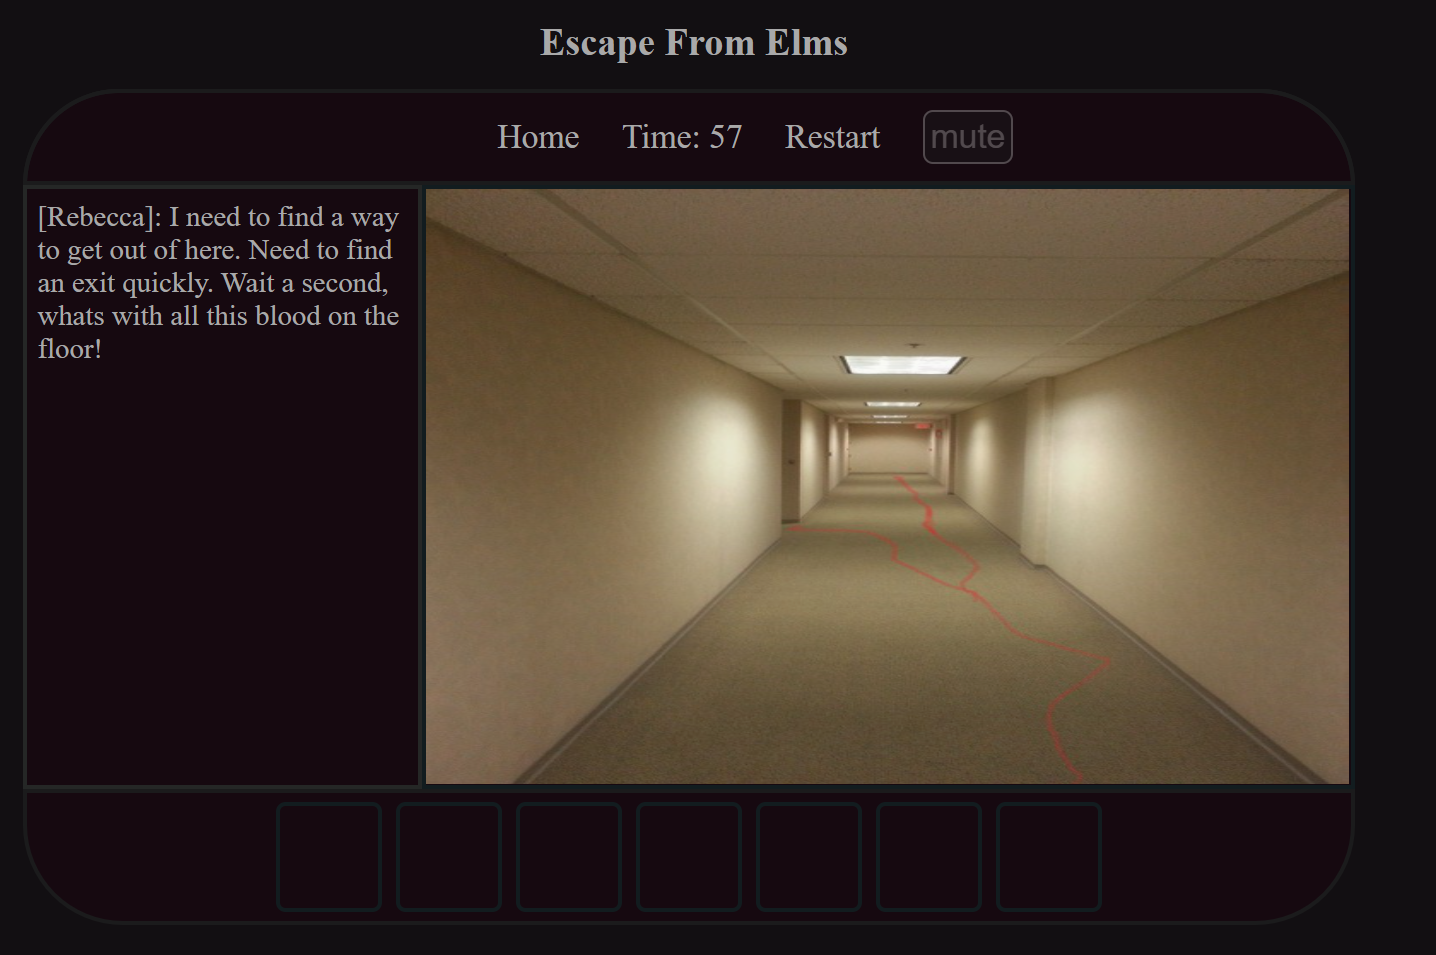 Escape From Elms
Home Time: 57 Restart mute
[Rebecca]: I need to find a way
to get out of here. Need to find
an exit quickly. Wait a second,
whats with all this blood on the
floor!